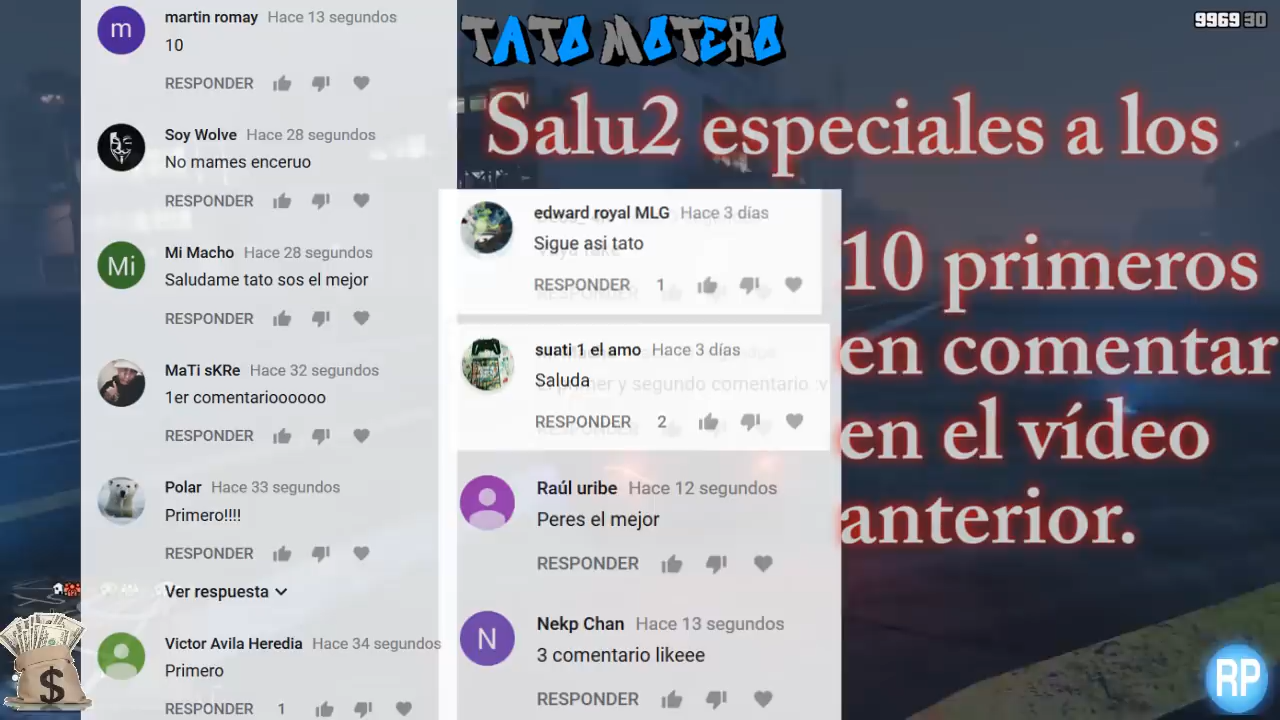 martin romay Hace 13 segundos
10
RESPONDER
Soy Wolve Hace 28 segundos
No mames enceruo
RESPONDER
Mi
Mi Macho Hace 28 segundos
Saludame tato sos el mejor
RESPONDER
MaTi sKRe Hace 32 segundos
1er comentarioooooo
RESPONDER
Polar Hace 33 segundos
Primero!!!!
RESPONDER
Ver respuesta
Victor Avila Heredia Hace 34 segundos
Primero
RESPONDER 1
$
m
TATO MOTERO
9969 30
Salu2 especiales a los
10 primeros
en comentar
en el vídeo
anterior.
edward royal MLG Hace 3 días
Sigue asi tato
RESPONDER 1
suati 1 el amo Hace 3 días
Saluda
RESPONDER 2
Raúl uribe Hace 12 segundos
Peres el mejor
RESPONDER
N
Nekp Chan Hace 13 segundos
3 comentario likeee
RESPONDER
RP